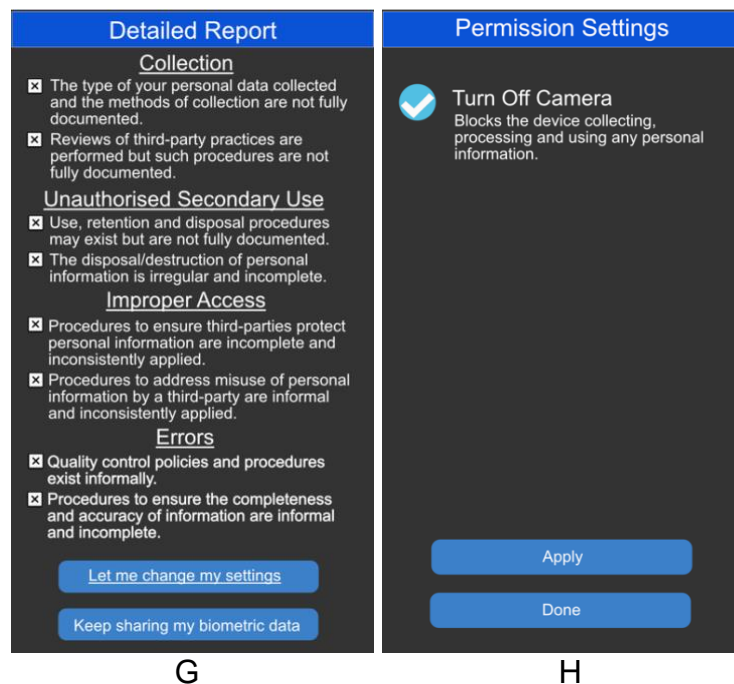 Detailed Report
Collection
The type of your personal data collected
and the methods of collection are not fully
documented.
Reviews of third-party practices are
performed but such procedures are not
fully documented.
Unauthorised Secondary Use
Use, retention and disposal procedures
may exist but are not fully documented.
The disposal/destruction of personal
information is irregular and incomplete.
Improper Access
Procedures to ensure third-parties protect
personal information are incomplete and
inconsistently applied.
Procedures to address misuse of personal
information by a third-party are informal
and inconsistently applied.
Errors
Quality control policies and procedures
exist informally.
Procedures to ensure the completeness
and accuracy of information are informal
and incomplete.
Let me change my settings
Keep sharing my biometric data
G
Permission Settings
Turn Off Camera
Blocks the device collecting,
processing and using any personal
information.
Apply
Done
H